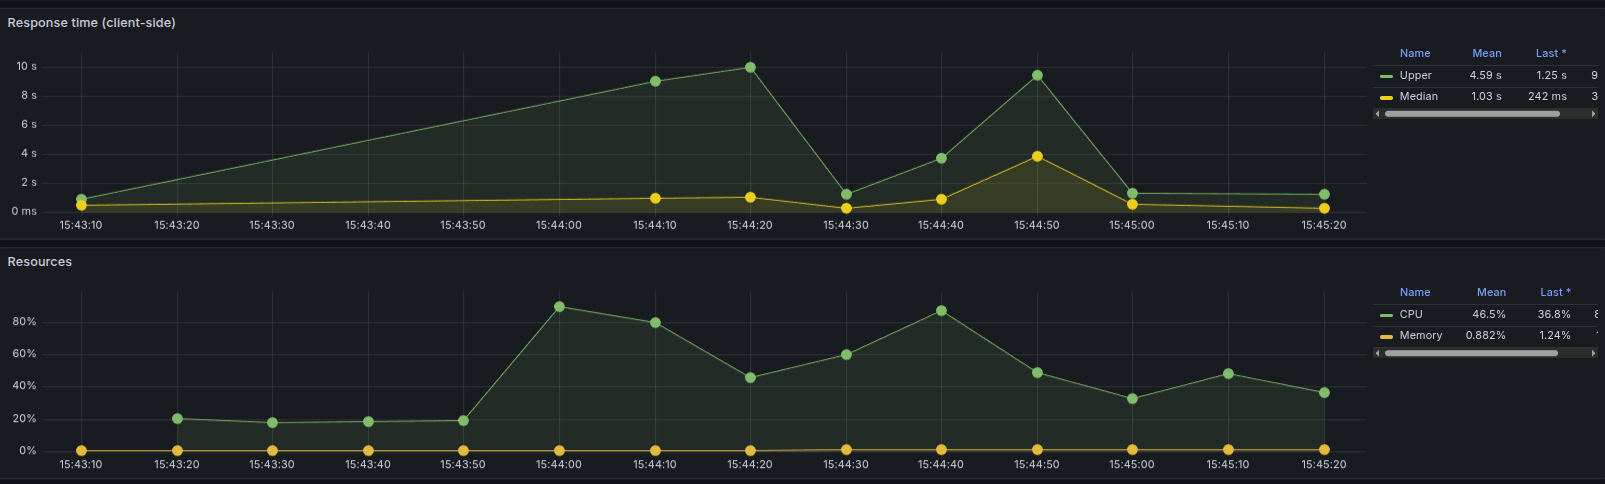 Response time (client-side)
Name Mean Last *
10 s
Upper 4.59 s 1.25 s 9
8 s
Median 1.03 s 242 ms 3
6 s
4 s
2 s
0 ms
15:43:10 15:43:20 15:43:30 15:43:40 15:43:50 15:44:00 15:44:10 15:44:20 15:44:30 15:44:40 15:44:50 15:45:00 15:45:10 15:45:20
Resources
Name Mean Last *
CPU 46.5% 36.8%
80%
Memory 0.882% 1.24%
60%
40%
20%
0%
15:43:10 15:43:20 15:43:30 15:43:40 15:43:50 15:44:00 15:44:10 15:44:20 15:44:30 15:44:40 15:44:50 15:45:00 15:45:10 15:45:20